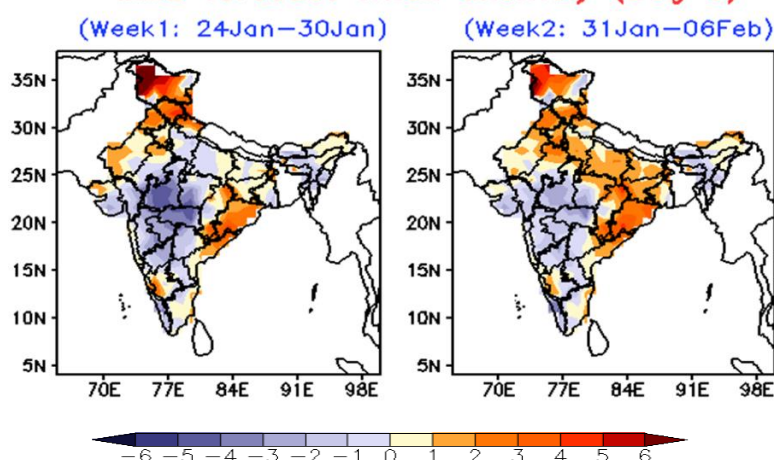 (Week1: 24Jan−30Jan)
(Week2: 31Jan−06Feb)
35N
30N
25N
20N
15N
10N
5N
70E 77E 84E 91E 98E
35N
30N
25N
20N
15N
10N
5N
70E 77E 84E 91E 98E
−6 −5 −4 −3 −2 −1 0 1 2 3 4 5 6